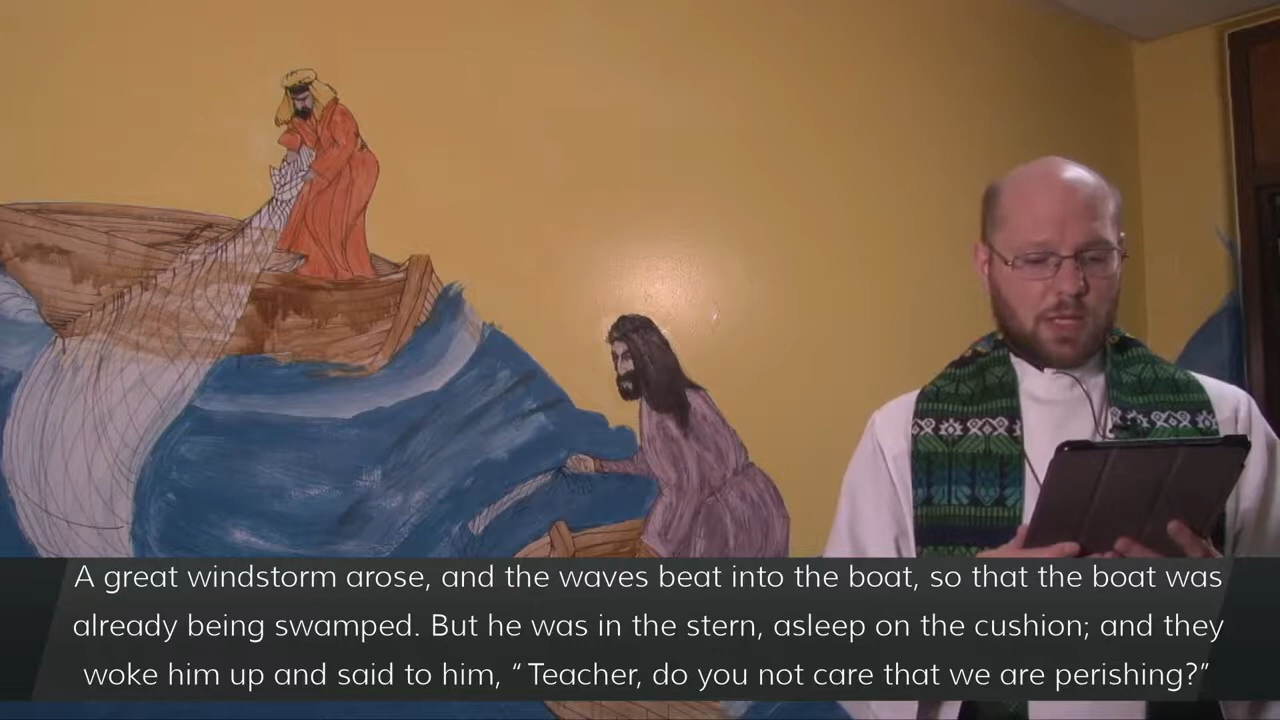 A great windstorm arose, and the waves beat into the boat, so that the boat was
already being swamped. But he was in the stern, asleep on the cushion; and they
woke him up and said to him, “Teacher, do you not care that we are perishing?”